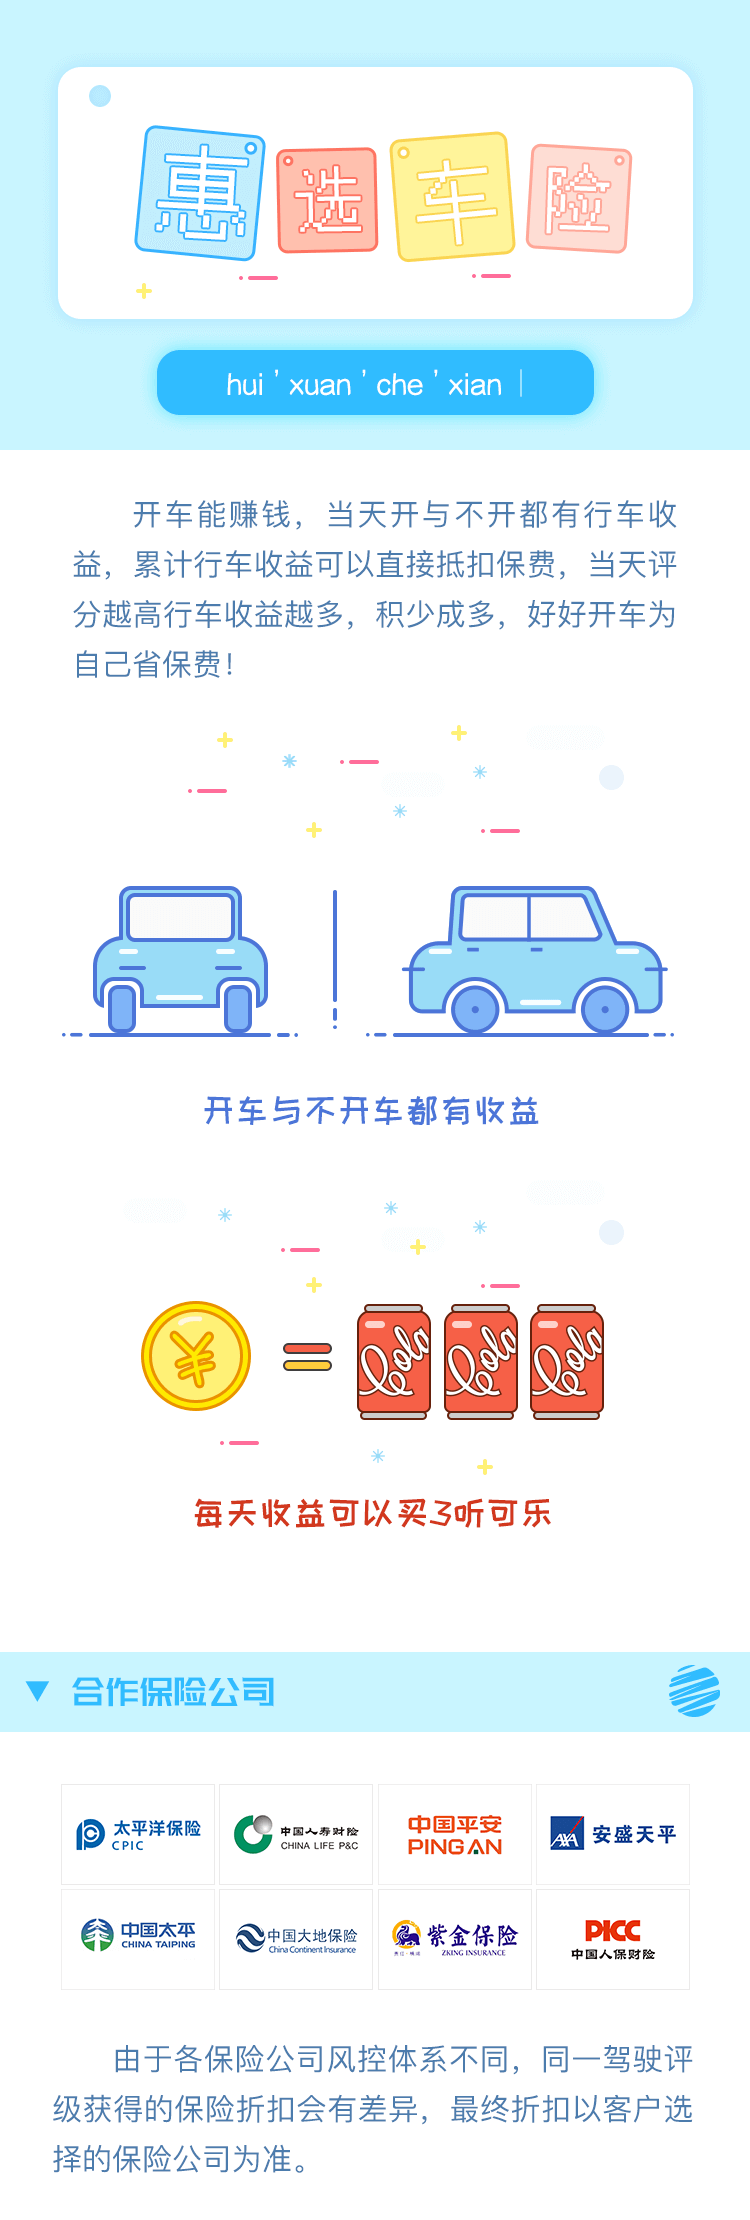 惠选车险
hui'xuan'che'xian
开车能赚钱，当天开与不开都有行车收
益，累计行车收益可以直接抵扣保费，当天评
分越高行车收益越多，积少成多，好好开车为
自己省保费！
开车与不开车都有收益
¥
Cola Cola Cola
每天收益可以买3听可乐
合作保险公司
太平洋保险
CPIC
中国人寿财险
CHINA LIFE P&C
中国平安
PING AN
AXA 安盛天平
中国太平
CHINA TAIPING
中国大地保险
China Continent Insurance
紫金保险
ZKING INSURANCE
PICC
中国人保财险
由于各保险公司风控体系不同，同一驾驶评
级获得的保险折扣会有差异，最终折扣以客户选
择的保险公司为准。